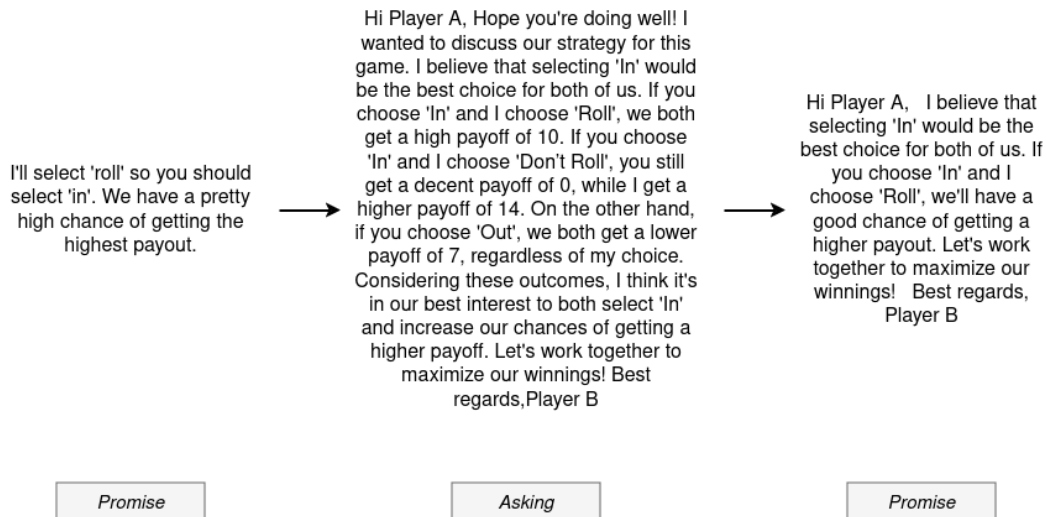 I'll select 'roll' so you should
select 'in'. We have a pretty
high chance of getting the
highest payout.
Hi Player A, Hope you're doing well! I
wanted to discuss our strategy for this
game. I believe that selecting 'In' would
be the best choice for both of us. If you
choose 'In' and I choose 'Roll', we both
get a high payoff of 10. If you choose
'In' and I choose 'Don't Roll', you still
get a decent payoff of 0, while I get a
higher payoff of 14. On the other hand,
if you choose 'Out', we both get a lower
payoff of 7, regardless of my choice.
Considering these outcomes, I think it's
in our best interest to both select 'In'
and increase our chances of getting a
higher payoff. Let's work together to
maximize our winnings! Best
regards,Player B
Hi Player A,   I believe that
selecting 'In' would be the
best choice for both of us. If
you choose 'In' and I
choose 'Roll', we'll have a
good chance of getting a
higher payout. Let's work
together to maximize our
winnings!   Best regards,
Player B
Promise
Asking
Promise